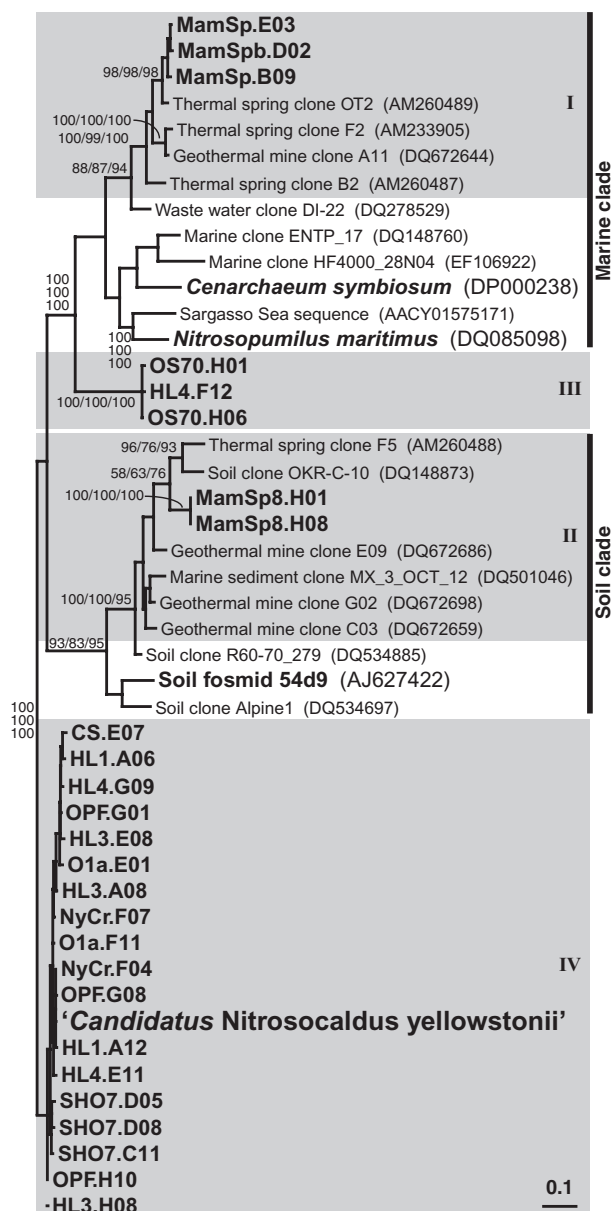 MamSp.E03
MamSpb.D02
98/98/98
MamSp.B09
Thermal spring clone OT2 (AM260489)
I
100/100/100
Thermal spring clone F2 (AM233905)
100/99/100
Geothermal mine clone A11 (DQ672644)
88/87/94
Thermal spring clone B2 (AM260487)
Waste water clone DI-22 (DQ278529)
Marine clone ENTP_17 (DQ148760)
Marine clone HF4000_28N04 (EF106922)
Marine clade
100
100
100
Cenarchaeum symbiosum (DP000238)
Sargasso Sea sequence (AACY01575171)
Nitrosopumilus maritimus (DQ085098)
100
100
100
OS70.H01
HL4.F12
III
100/100/100
OS70.H06
96/76/93
Thermal spring clone F5 (AM260488)
58/63/76
Soil clone OKR-C-10 (DQ148873)
100/100/100
MamSp8.H01
MamSp8.H08
II
Geothermal mine clone E09 (DQ672686)
Marine sediment clone MX_3_OCT_12 (DQ501046)
Soil clade
100/100/95
Geothermal mine clone G02 (DQ672698)
Geothermal mine clone C03 (DQ672659)
93/83/95
Soil clone R60-70_279 (DQ534885)
Soil fosmid 54d9 (AJ627422)
Soil clone Alpine1 (DQ534697)
100
100
100
CS.E07
HL1.A06
HL4.G09
OPF.G01
HL3.E08
O1a.E01
HL3.A08
NyCr.F07
O1a.F11
NyCr.F04
IV
OPF.G08
‘Candidatus Nitrosocaldus yellowstonii’
HL1.A12
HL4.E11
SHO7.D05
SHO7.D08
SHO7.C11
OPF.H10
0.1
HL3.H08